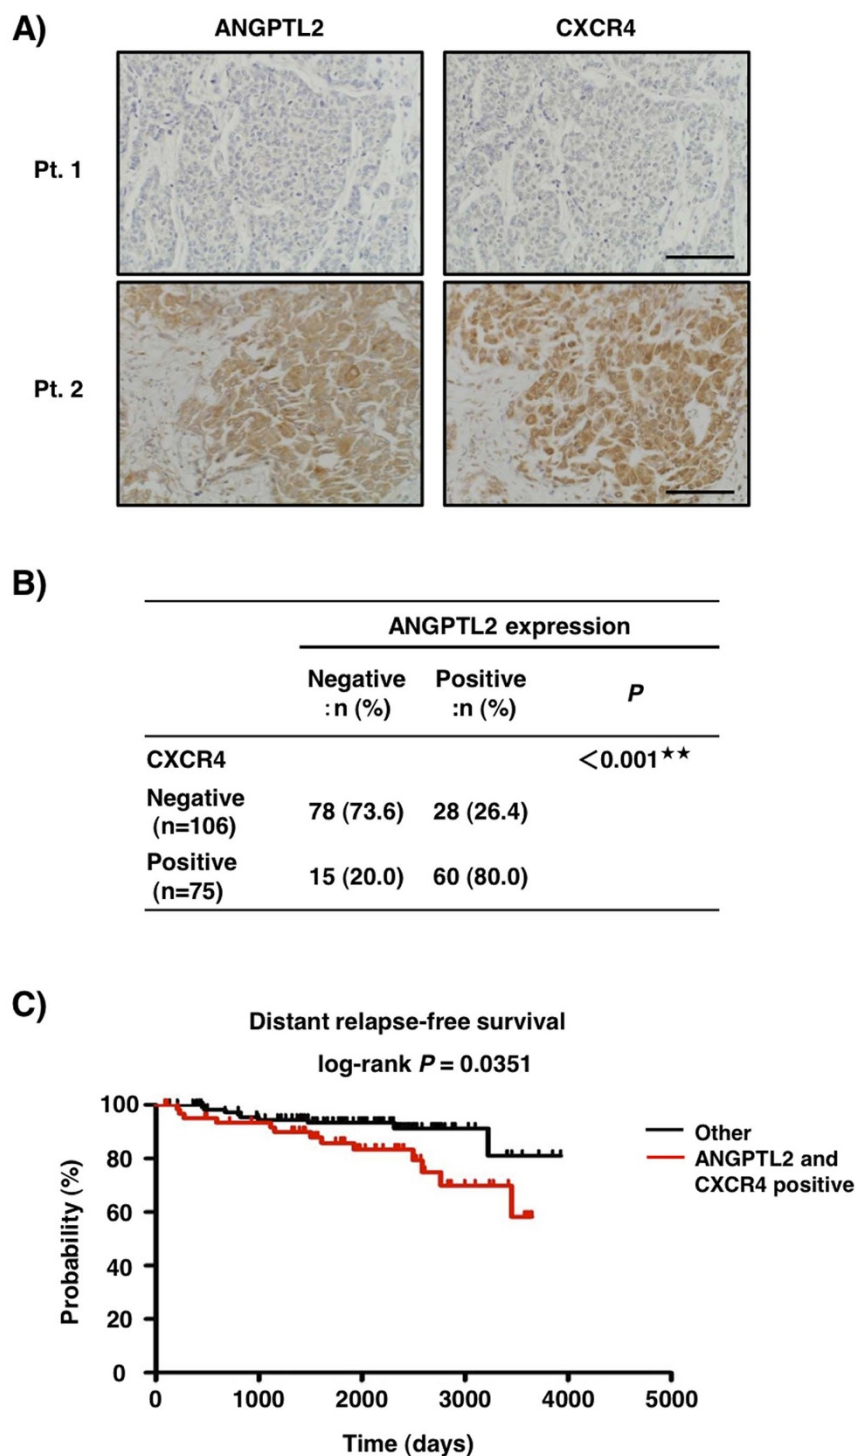 A)
ANGPTL2
CXCR4
Pt. 1
Pt. 2
B)
ANGPTL2 expression
Negative
:n (%)
Positive
:n (%)
P
CXCR4
<0.001★★
Negative
(n=106)
78 (73.6)
28 (26.4)
Positive
(n=75)
15 (20.0)
60 (80.0)
C)
Distant relapse-free survival
log-rank P = 0.0351
100
80
60
40
20
0
Probability (%)
0
1000
2000
3000
4000
5000
Time (days)
Other
ANGPTL2 and
CXCR4 positive